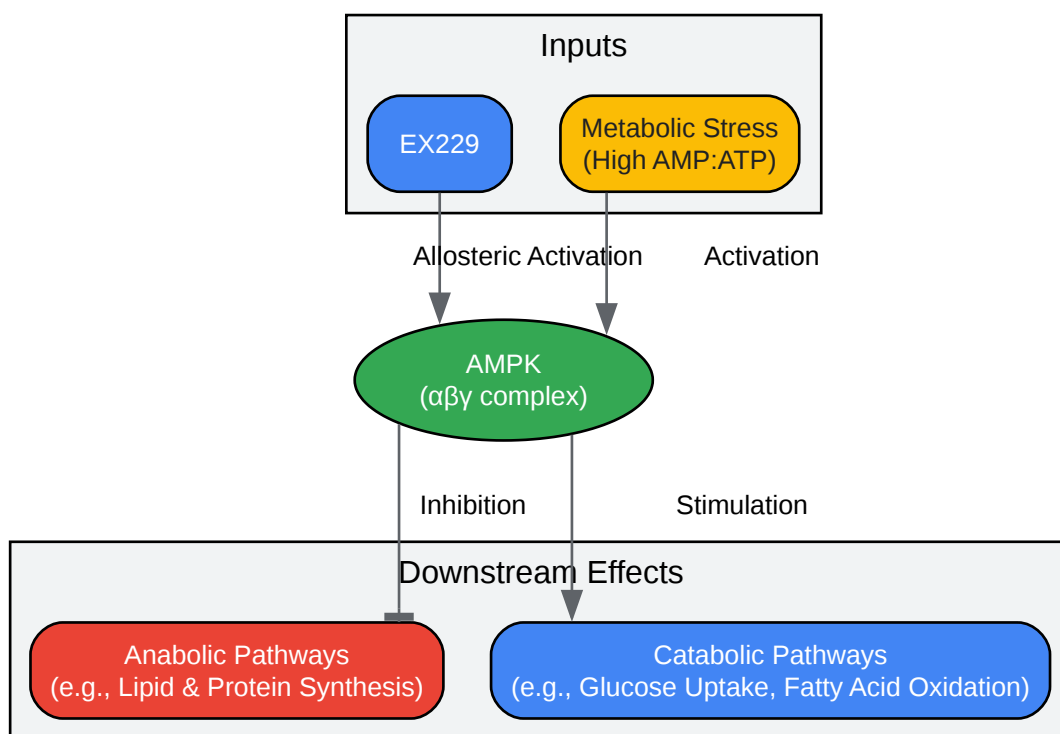 Inputs
EX229
Metabolic Stress
(High AMP:ATP)
Allosteric Activation
Activation
AMPK
(αβγ complex)
Inhibition
Stimulation
Downstream Effects
Anabolic Pathways
(e.g., Lipid & Protein Synthesis)
Catabolic Pathways
(e.g., Glucose Uptake, Fatty Acid Oxidation)